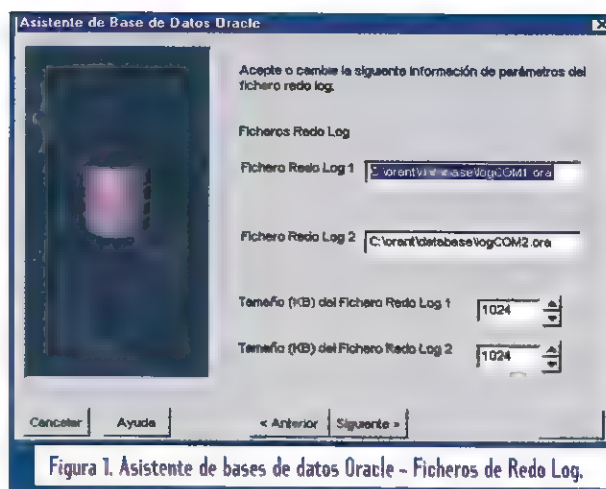 Asistente de Base de Datos Oracle
Acepte o cambie la siguiente información de parámetros del
fichero redo log.
Ficheros Redo Log
Fichero Redo Log 1
logCOM1.ora
Fichero Redo Log 2
C:\orant\database\logCOM2.ora
Tamaño (KB) del Fichero Redo Log 1
1024
Tamaño (KB) del Fichero Redo Log 2
1024
Cancelar Ayuda < Anterior Siguiente >
Figura 1. Asistente de bases de datos Oracle - Ficheros de Redo Log.